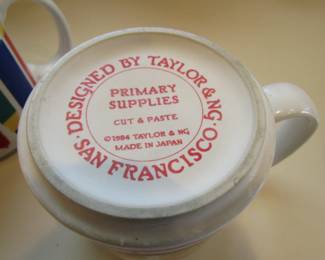 ·DESIGNED BY TAYLOR & NG·
PRIMARY
SUPPLIES
CUT & PASTE
©1984 TAYLOR & NG
MADE IN JAPAN
SAN FRANCISCO